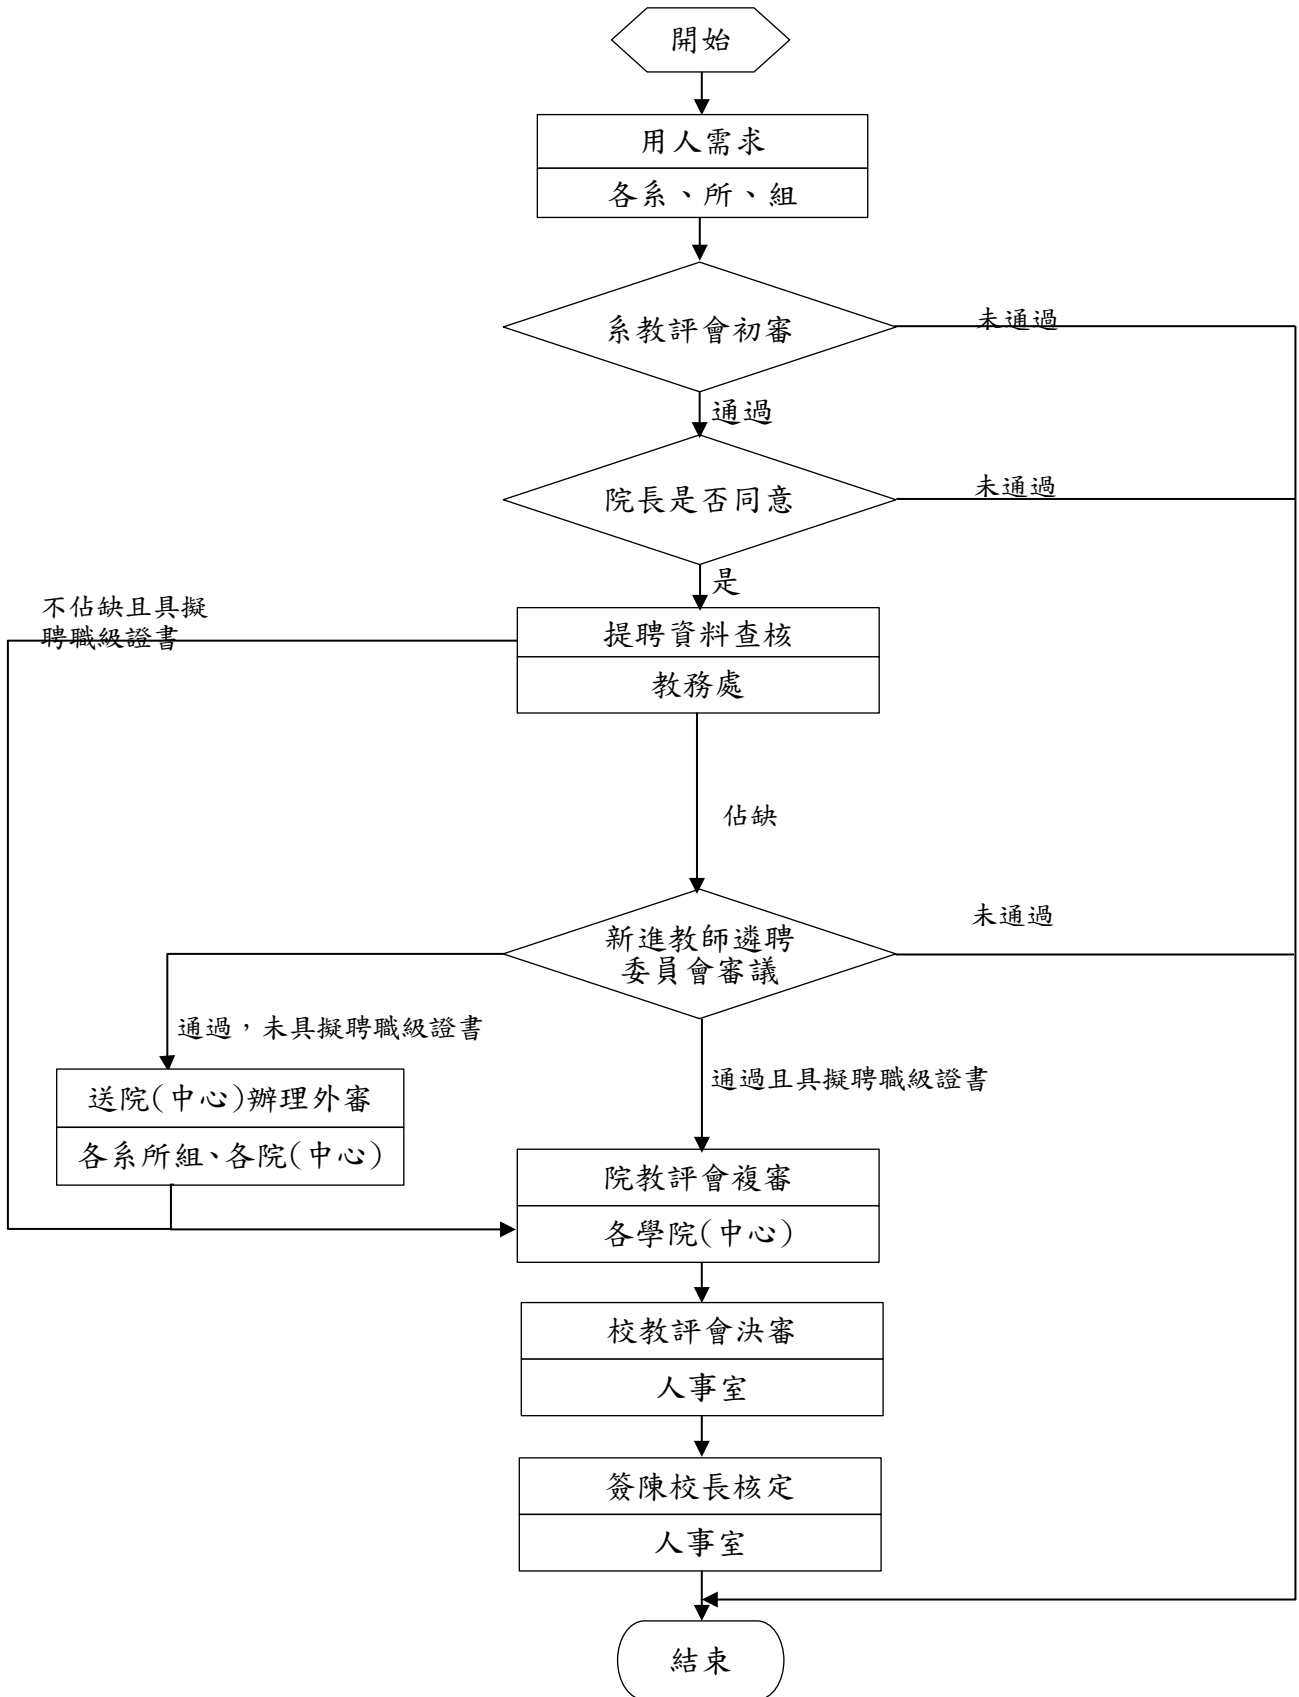 開始
用人需求
各系、所、組
系教評會初審
未通過
通過
院長是否同意
未通過
是
不佔缺且具擬
聘職級證書
提聘資料查核
教務處
佔缺
未通過
新進教師遴聘
委員會審議
通過，未具擬聘職級證書
通過且具擬聘職級證書
送院(中心)辦理外審
各系所組、各院(中心)
院教評會複審
各學院(中心)
校教評會決審
人事室
簽陳校長核定
人事室
結束